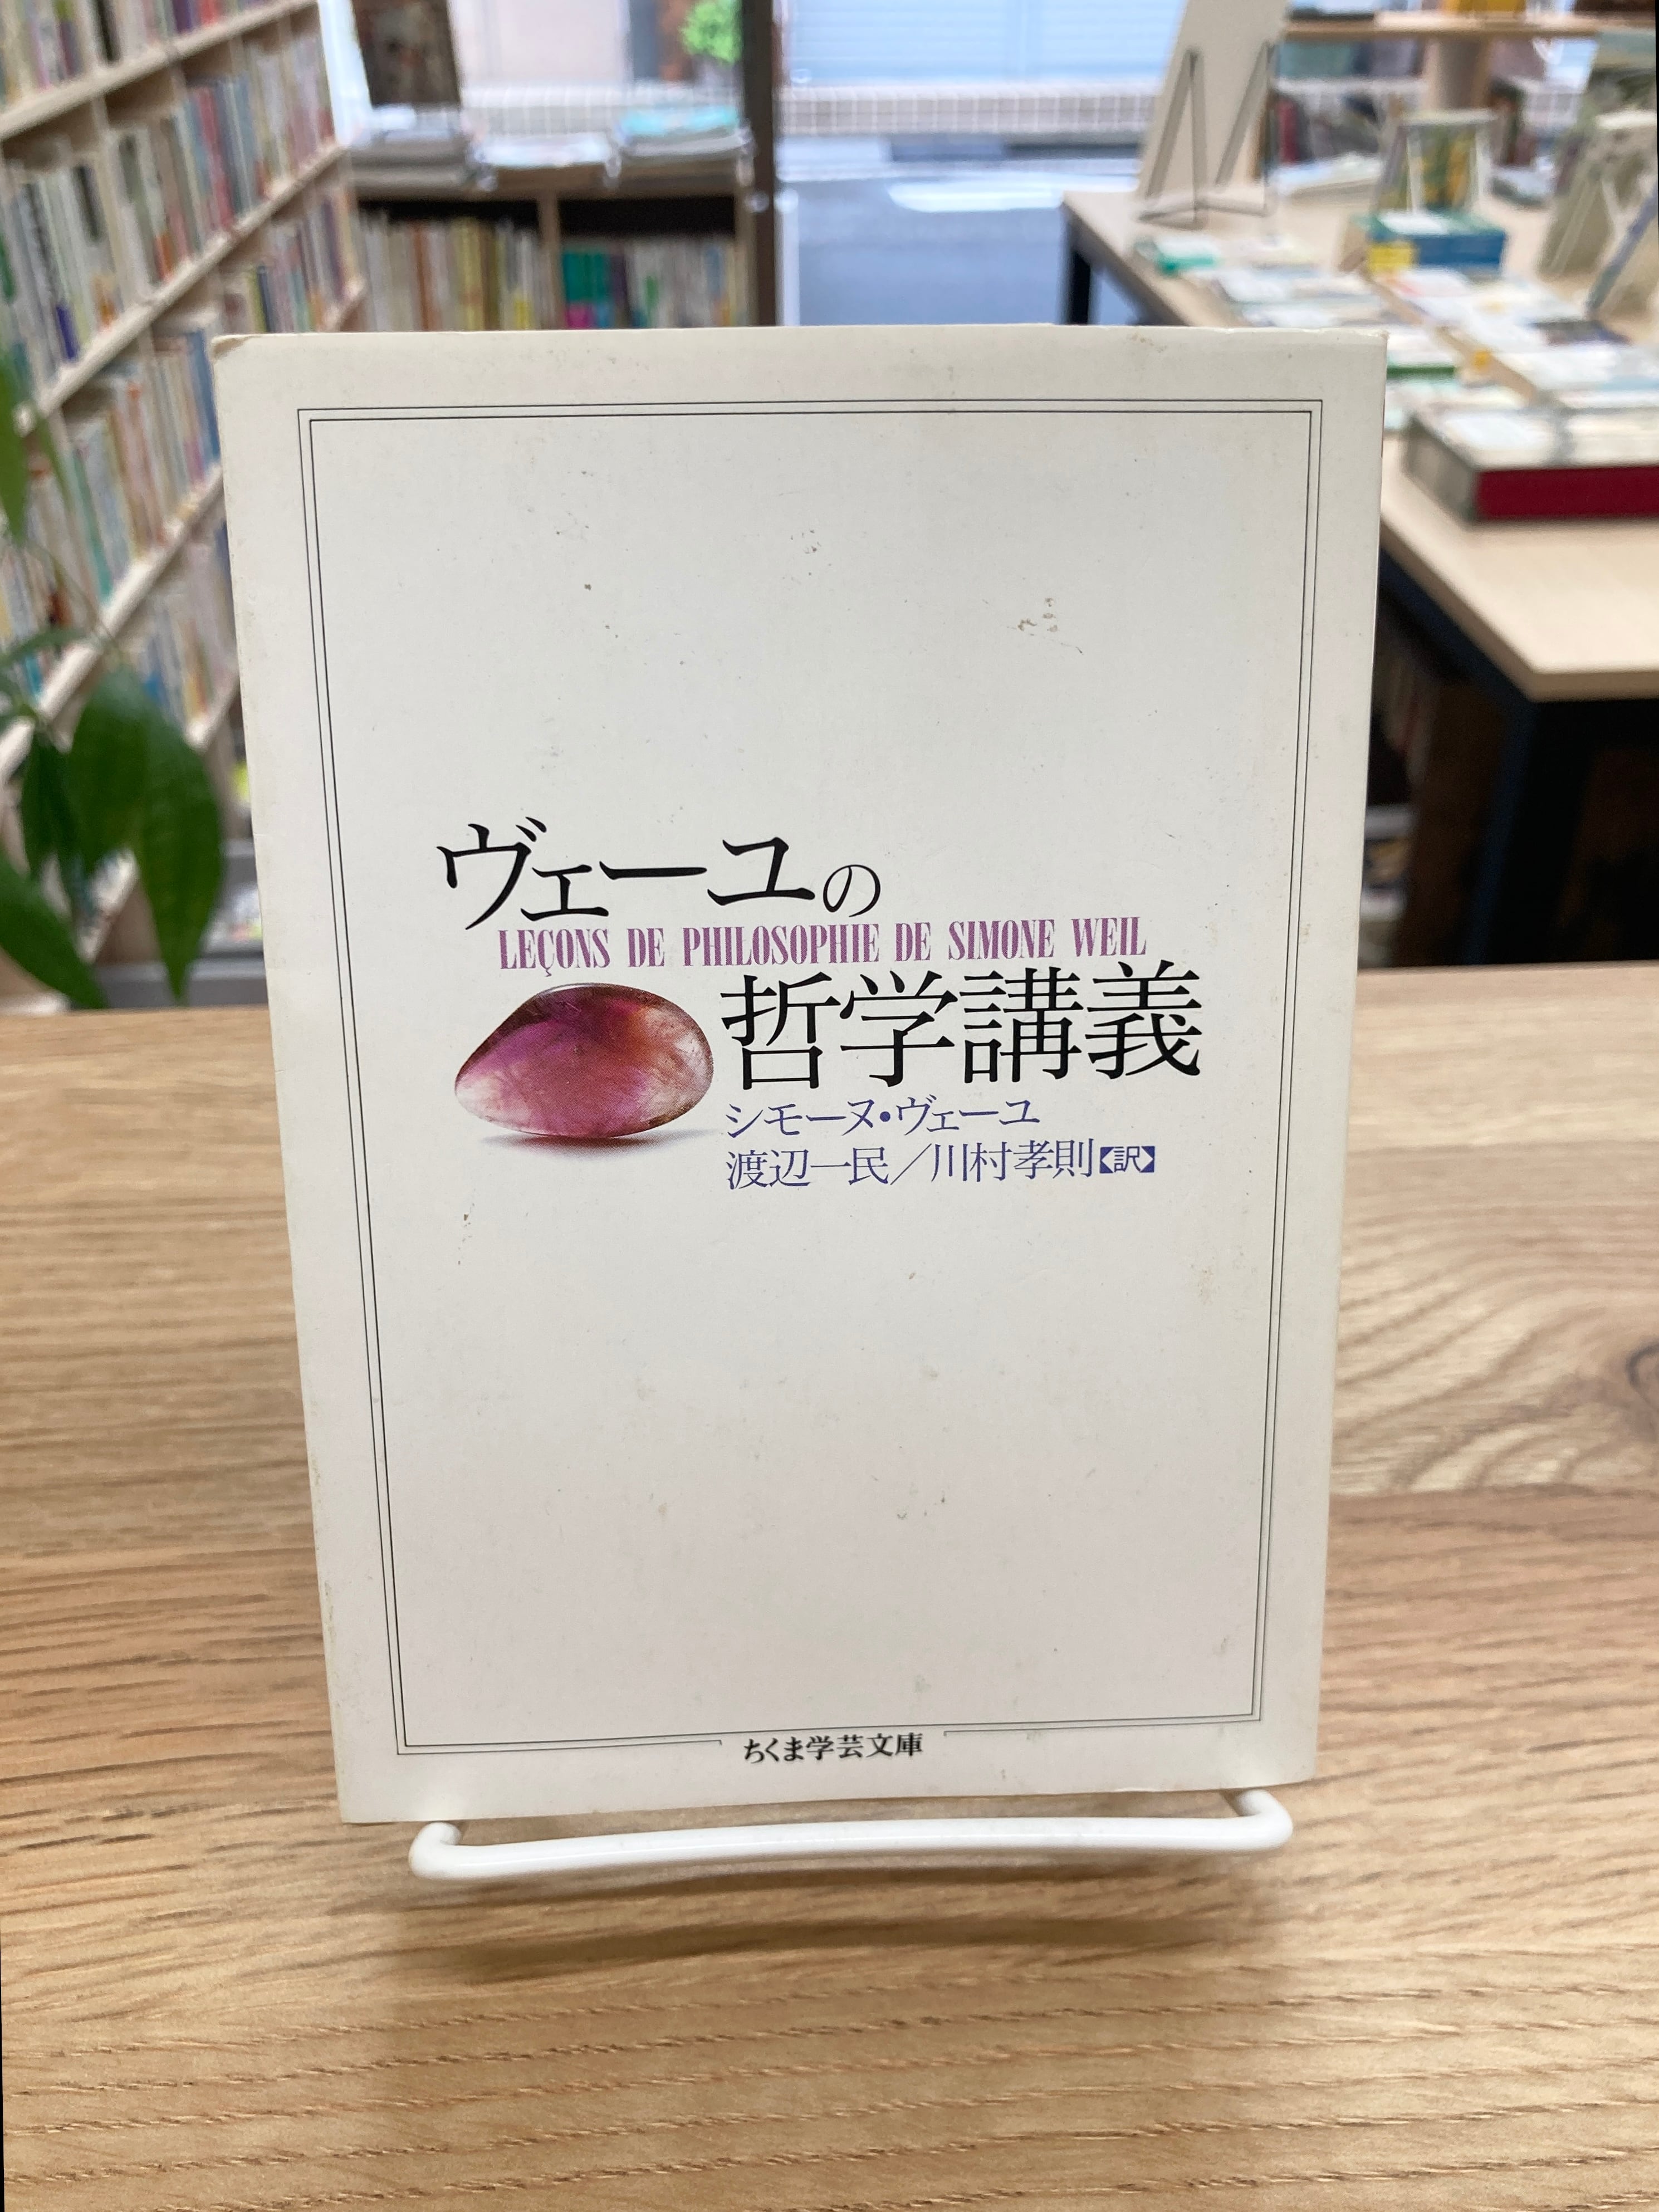 ヴェーユの
LEÇONS DE PHILOSOPHIE DE SIMONE WEIL
哲学講義
シモーヌ・ヴェーユ
渡辺一民／川村孝則【訳】
ちくま学芸文庫